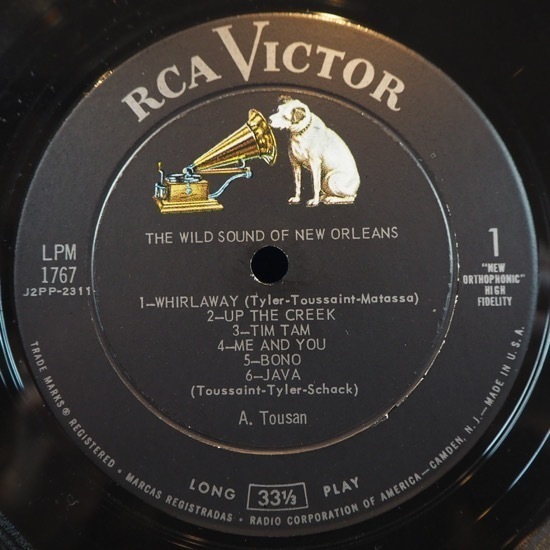 RCA VICTOR
THE WILD SOUND OF NEW ORLEANS
LPM
1767
J2PP-2311
1
"NEW
ORTHOPHONIC"
HIGH
FIDELITY
1—WHIRLAWAY (Tyler-Toussaint-Matassa)
2—UP THE CREEK
3—TIM TAM
4—ME AND YOU
5—BONO
6—JAVA
(Toussaint-Tyler-Schack)
A. Tousan
LONG 33⅓ PLAY
TRADE MARKS ® REGISTERED • MARCAS REGISTRADAS • RADIO CORPORATION OF AMERICA—CAMDEN, N.J.—MADE IN U.S.A.